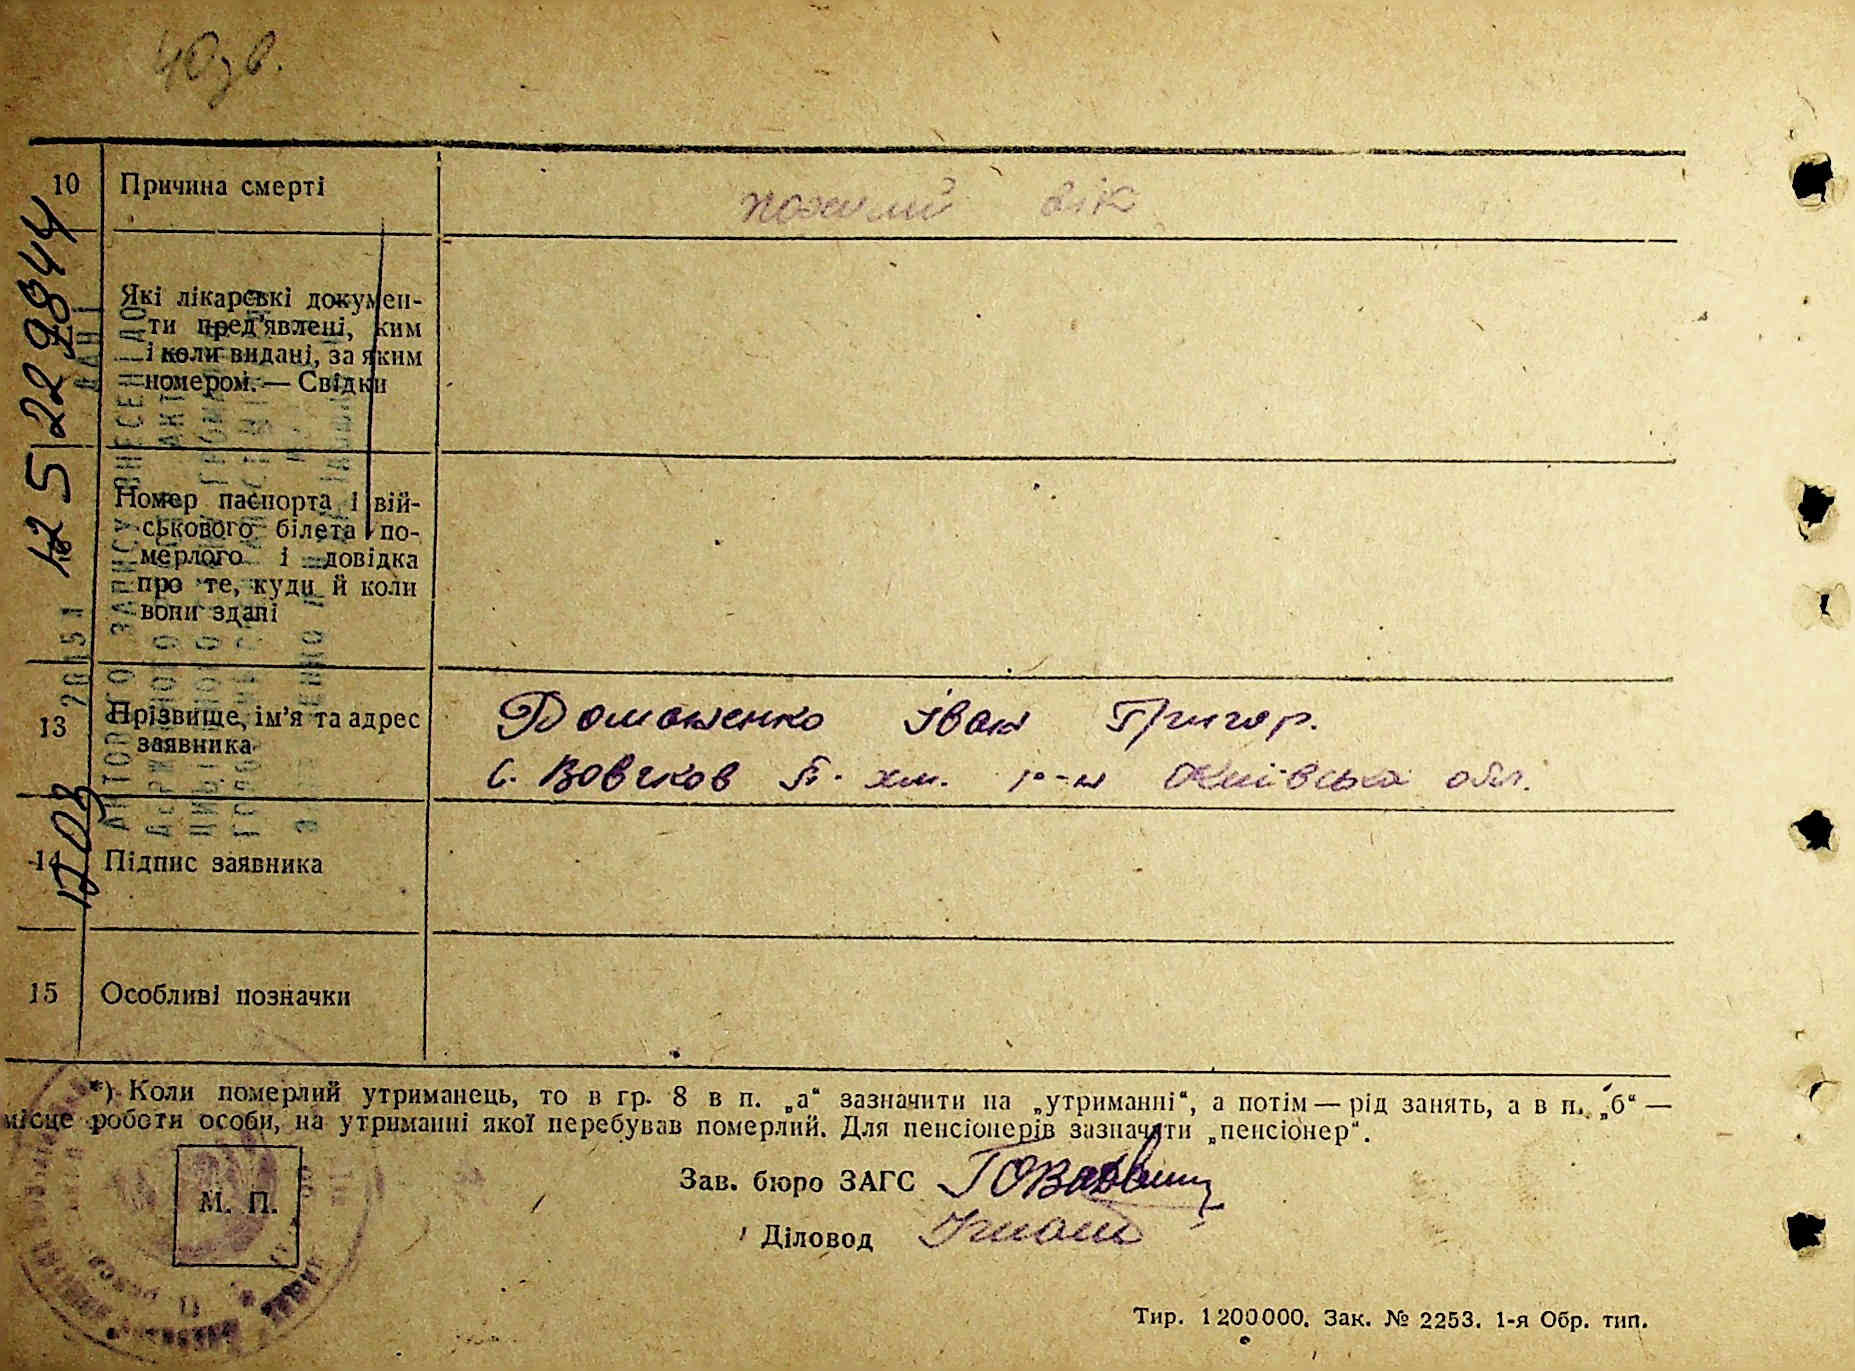 40 зв.
10 Причина смерті
похилий вік
Які лікарські докумен-
ти пред'явлені, ким
і коли видані, за яким
номером. — Свідки
Номер паспорта і вій-
ськового білета по-
мерлого і довідка
про те, куди й коли
вони здані
13 Прізвище, ім'я та адрес
заявника
Домашенко Іван Григор.
с. Вовчков П. хм. р-н Київська обл.
14 Підпис заявника
15 Особливі позначки
*) Коли померлий утриманець, то в гр. 8 в п. „а“ зазначити на „утриманні“, а потім — рід занять, а в п. „б“ —
місце роботи особи, на утриманні якої перебував померлий. Для пенсіонерів зазначити „пенсіонер“.
М. П.
Зав. бюро ЗАГС
Діловод
Тир. 1200000. Зак. № 2253. 1-я Обр. тип.